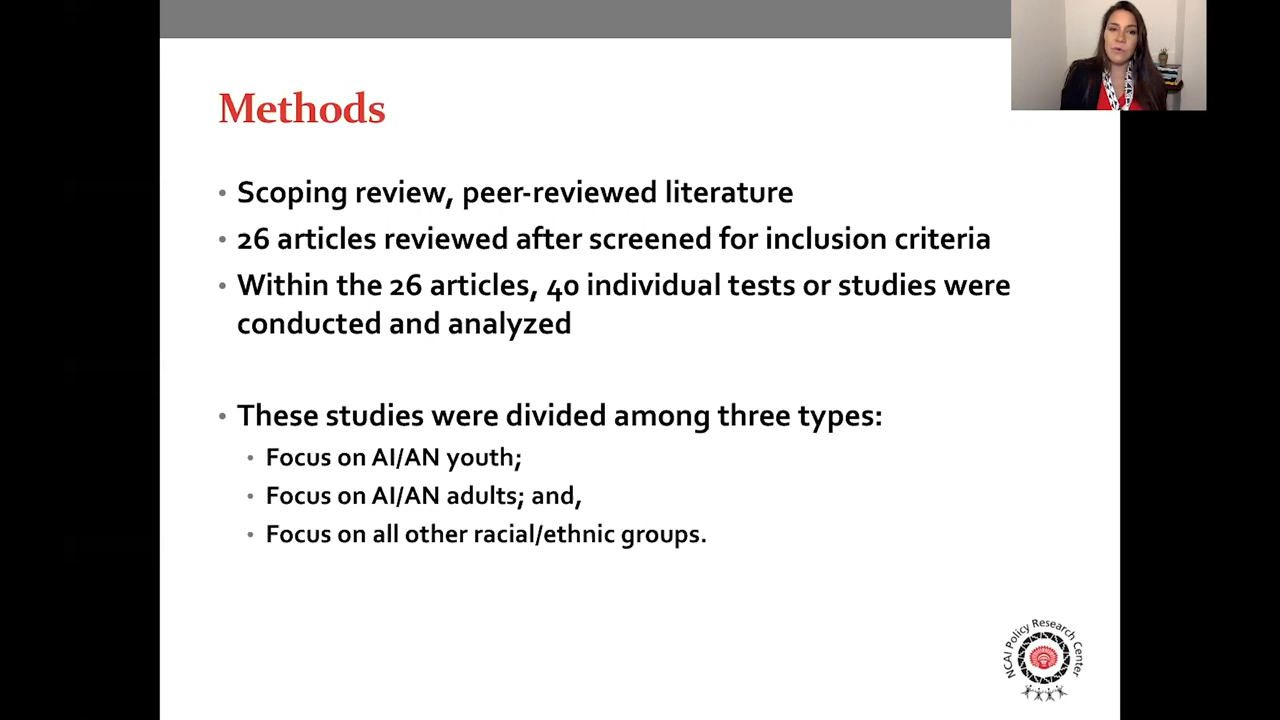 Methods
• Scoping review, peer-reviewed literature
• 26 articles reviewed after screened for inclusion criteria
• Within the 26 articles, 40 individual tests or studies were
conducted and analyzed
• These studies were divided among three types:
• Focus on AI/AN youth;
• Focus on AI/AN adults; and,
• Focus on all other racial/ethnic groups.
NCAI Policy Research Center